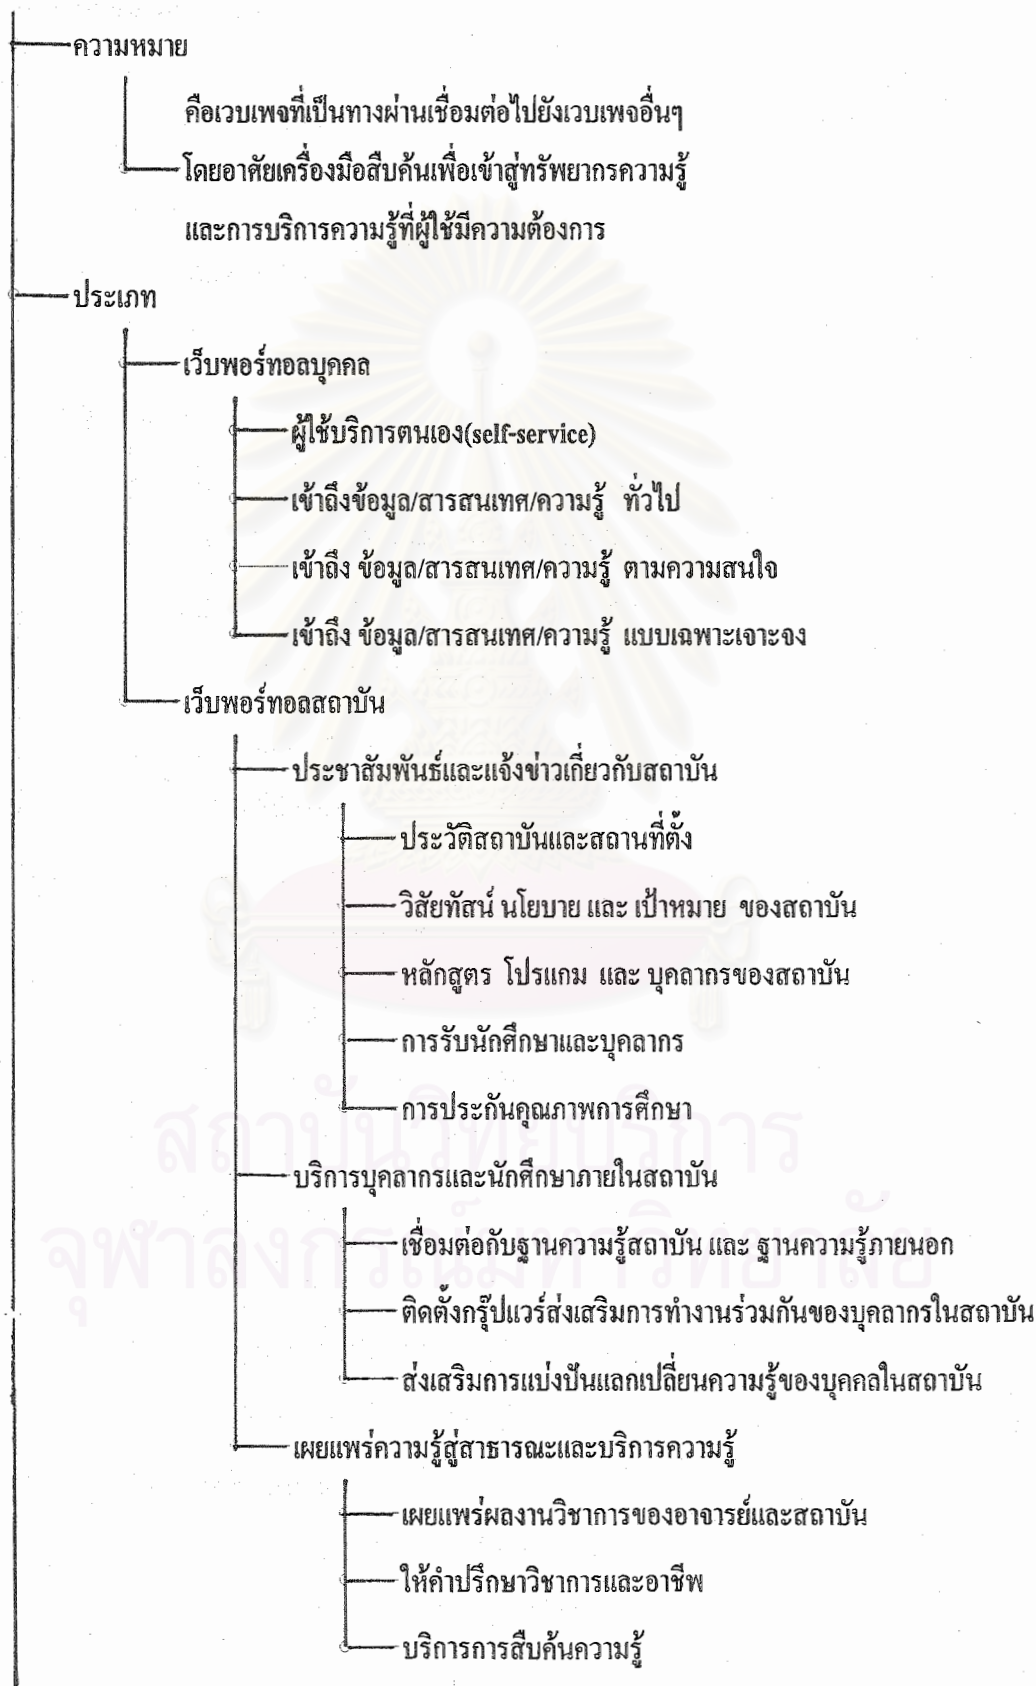 ความหมาย
คือเวบเพจที่เป็นทางผ่านเชื่อมต่อไปยังเวบเพจอื่นๆ
โดยอาศัยเครื่องมือสืบค้นเพื่อเข้าสู่ทรัพยากรความรู้
และการบริการความรู้ที่ผู้ใช้มีความต้องการ
ประเภท
เว็บพอร์ทอลบุคคล
ผู้ใช้บริการตนเอง(self-service)
เข้าถึงข้อมูล/สารสนเทศ/ความรู้ ทั่วไป
เข้าถึง ข้อมูล/สารสนเทศ/ความรู้ ตามความสนใจ
เข้าถึง ข้อมูล/สารสนเทศ/ความรู้ แบบเฉพาะเจาะจง
เว็บพอร์ทอลสถาบัน
ประชาสัมพันธ์และแจ้งข่าวเกี่ยวกับสถาบัน
ประวัติสถาบันและสถานที่ตั้ง
วิสัยทัสน์ นโยบาย และ เป้าหมาย ของสถาบัน
หลักสูตร โปรแกม และ บุคลากรของสถาบัน
การรับนักศึกษาและบุคลากร
การประกันคุณภาพการศึกษา
สถาบันวิทยบริการ
บริการบุคลากรและนักศึกษาภายในสถาบัน
จุฬาลงกรณ์มหาวิทยาลัย
เชื่อมต่อกับฐานความรู้สถาบัน และ ฐานความรู้ภายนอก
ติดตั้งกรุ๊ปแวร์ส่งเสริมการทำงานร่วมกันของบุคลากรในสถาบัน
ส่งเสริมการแบ่งปันแลกเปลี่ยนความรู้ของบุคคลในสถาบัน
เผยแพร่ความรู้สู่สาธารณะและบริการความรู้
เผยแพร่ผลงานวิชาการของอาจารย์และสถาบัน
ให้คำปรึกษาวิชาการและอาชีพ
บริการการสืบค้นความรู้